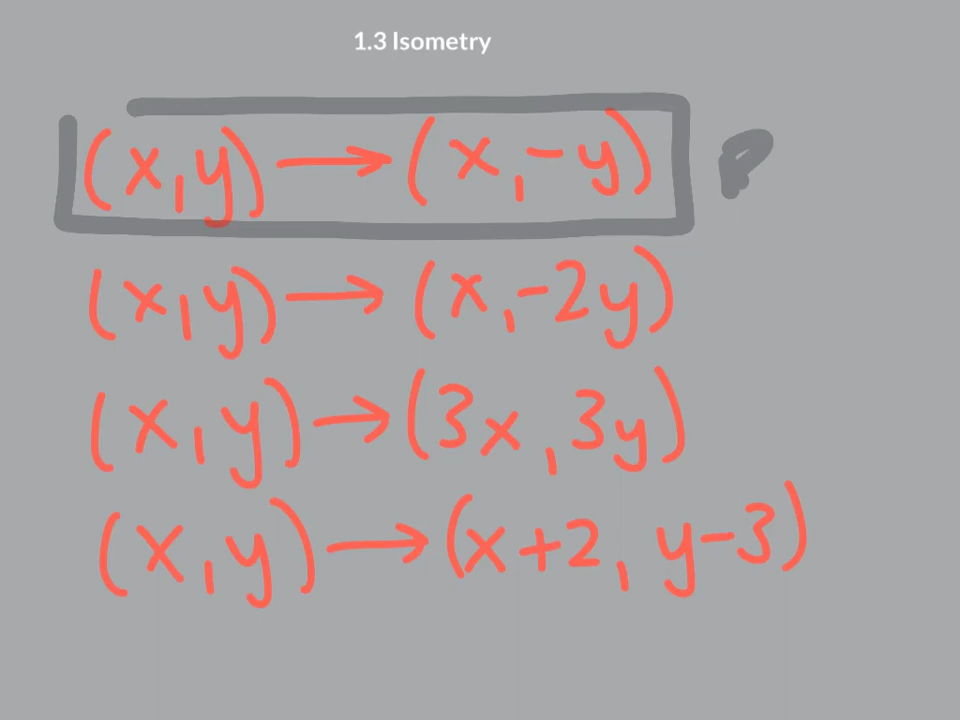 1.3 Isometry
(x,y) → (x,-y)
(x,y) → (x,-2y)
(x,y) → (3x,3y)
(x,y) → (x+2, y-3)